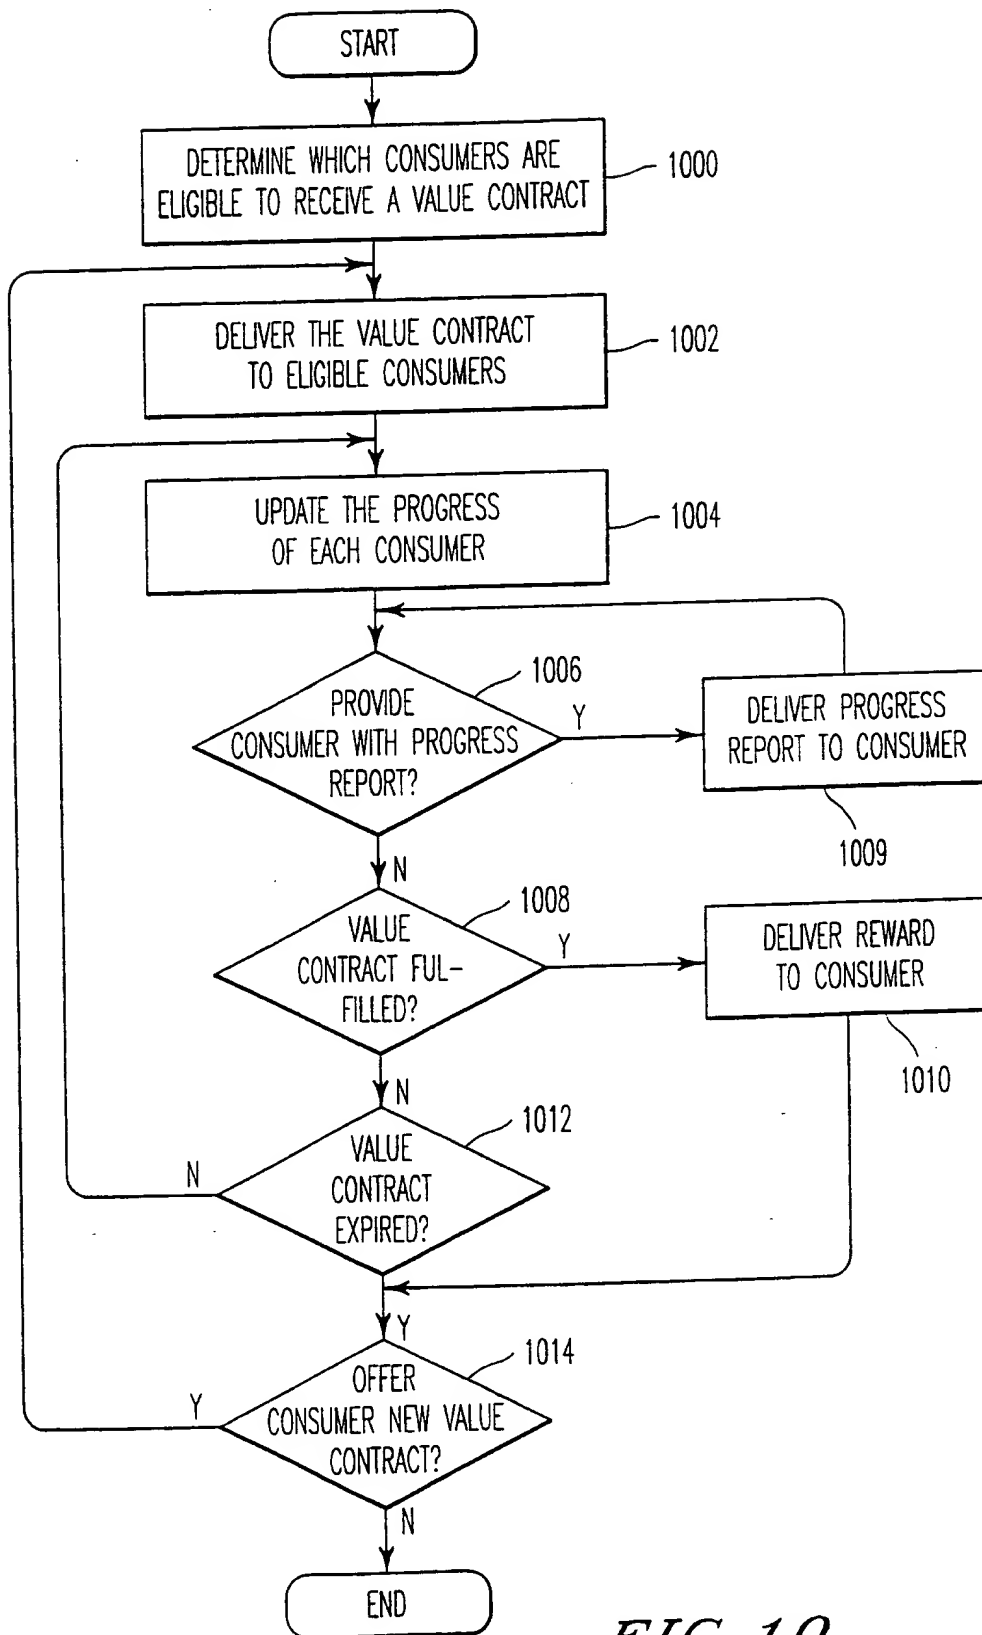 START
DETERMINE WHICH CONSUMERS ARE
ELIGIBLE TO RECEIVE A VALUE CONTRACT
1000
DELIVER THE VALUE CONTRACT
TO ELIGIBLE CONSUMERS
1002
UPDATE THE PROGRESS
OF EACH CONSUMER
1004
PROVIDE
CONSUMER WITH PROGRESS
REPORT?
1006
Y
DELIVER PROGRESS
REPORT TO CONSUMER
1009
N
VALUE
CONTRACT FUL-
FILLED?
1008
Y
DELIVER REWARD
TO CONSUMER
1010
N
VALUE
CONTRACT
EXPIRED?
1012
N
Y
OFFER
CONSUMER NEW VALUE
CONTRACT?
1014
Y
N
END
FIG. 10